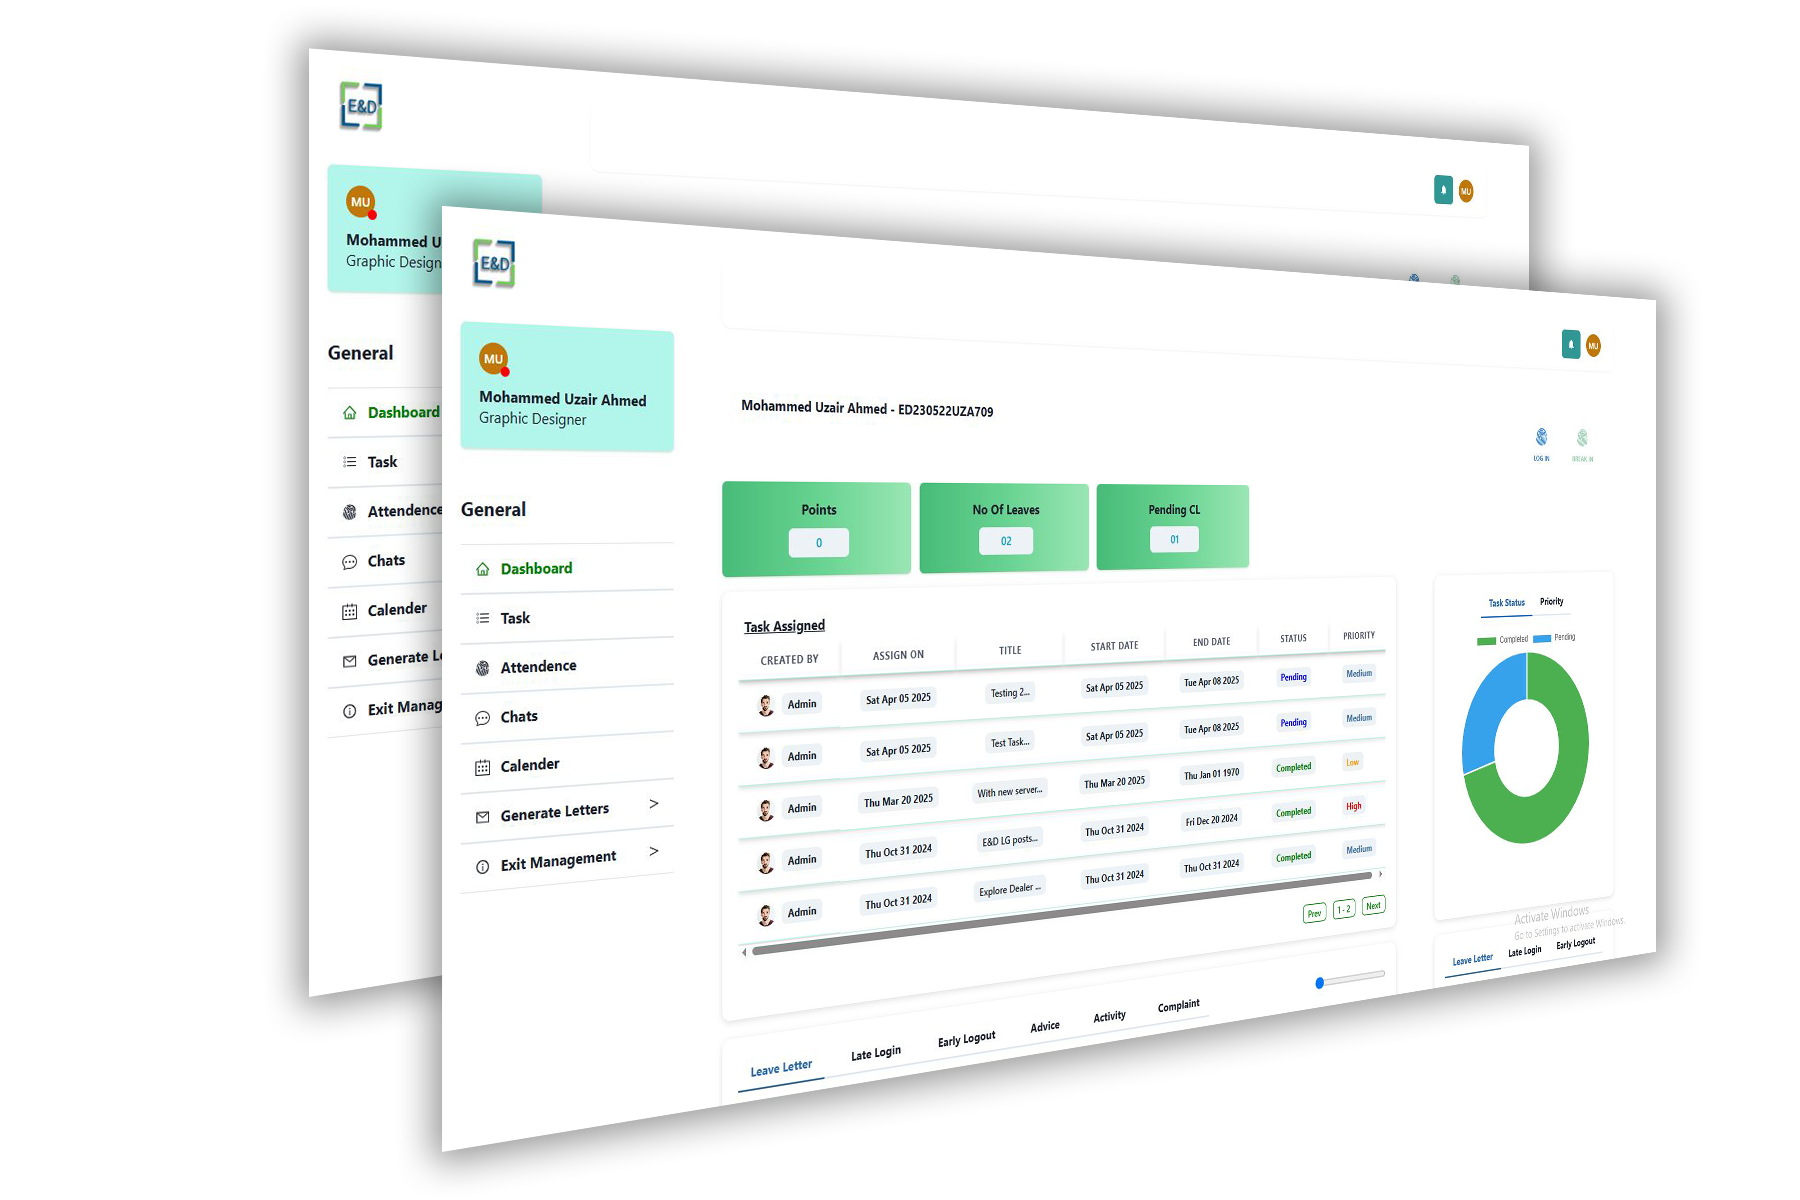 E&D
MU
Mohammed U
Graphic Design
General
Dashboard
Task
Attendence
Chats
Calender
Generate Le
Exit Manag
MU
E&D
MU
Mohammed Uzair Ahmed
Graphic Designer
General
Dashboard
Task
Attendence
Chats
Calender
Generate Letters >
Exit Management >
MU
Mohammed Uzair Ahmed - ED230522UZA709
LOG IN BREAK IN
Points No Of Leaves Pending CL
0 02 01
Task Assigned
CREATED BY ASSIGN ON TITLE START DATE END DATE STATUS PRIORITY
Admin Sat Apr 05 2025 Testing 2... Sat Apr 05 2025 Tue Apr 08 2025 Pending Medium
Admin Sat Apr 05 2025 Test Task... Sat Apr 05 2025 Tue Apr 08 2025 Pending Medium
Admin Thu Mar 20 2025 With new server... Thu Mar 20 2025 Thu Jan 01 1970 Completed Low
Admin Thu Oct 31 2024 E&D LG posts... Thu Oct 31 2024 Fri Dec 20 2024 Completed High
Admin Thu Oct 31 2024 Explore Dealer ... Thu Oct 31 2024 Thu Oct 31 2024 Completed Medium
Prev 1 - 2 Next
Leave Letter Late Login Early Logout Advice Activity Complaint
Task Status Priority
Completed Pending
Activate Windows
Go to Settings to activate Windows.
Leave Letter Late Login Early Logout